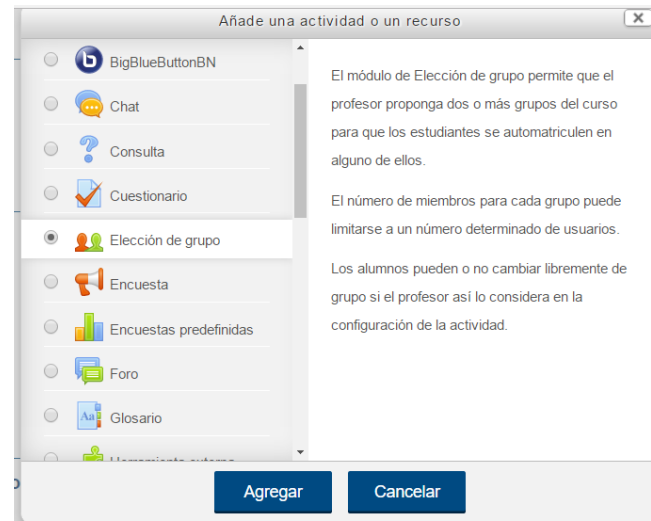 Añade una actividad o un recurso
BigBlueButtonBN
Chat
Consulta
Cuestionario
Elección de grupo
Encuesta
Encuestas predefinidas
Foro
Aa
Glosario
El módulo de Elección de grupo permite que el
profesor proponga dos o más grupos del curso
para que los estudiantes se automatriculen en
alguno de ellos.
El número de miembros para cada grupo puede
limitarse a un número determinado de usuarios.
Los alumnos pueden o no cambiar libremente de
grupo si el profesor así lo considera en la
configuración de la actividad.
Agregar
Cancelar